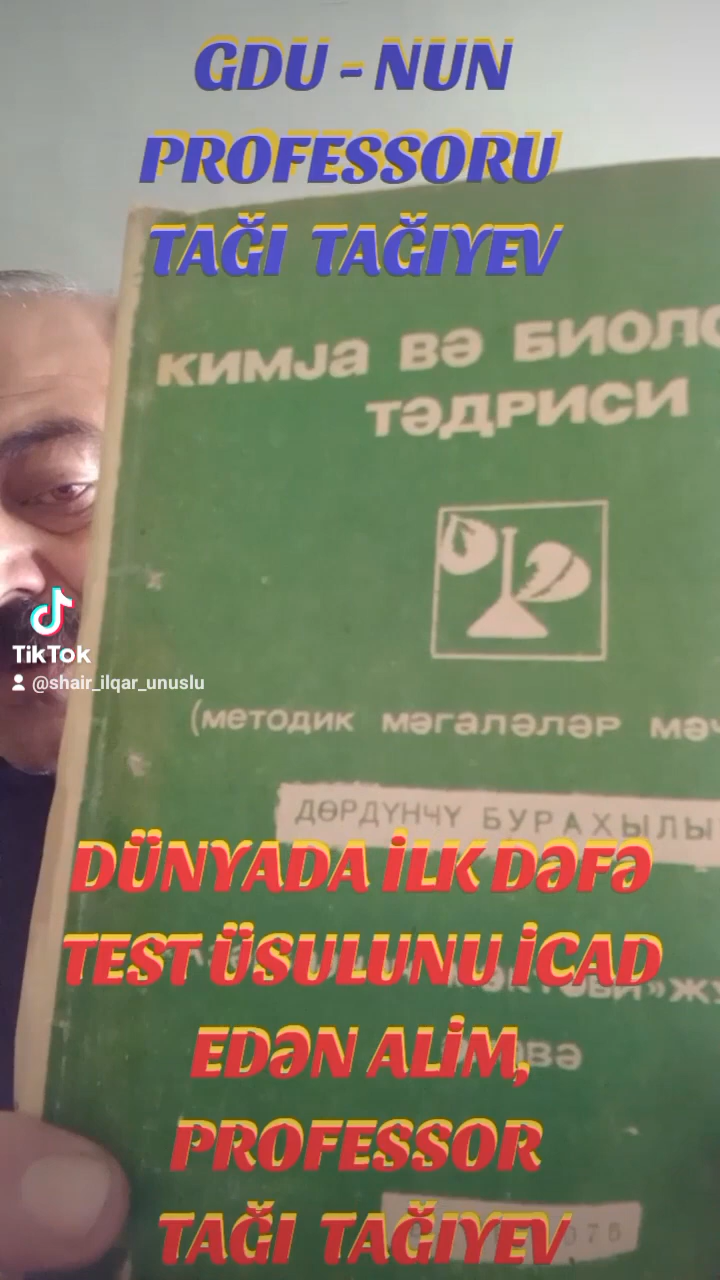 GDU - NUN
PROFESSORU
TAĞI TAĞIYEV
КИМЈА ВӘ БИОЛО
ТӘДРИСИ
TikTok
@shair_ilqar_unuslu
(методик мәгаләләр мәҹ
ДӨРДҮНЧҮ БУРАХЫЛЫ
DÜNYADA İLK DƏFƏ
TEST ÜSULUNU İCAD
EDƏN ALİM,
PROFESSOR
TAĞI TAĞIYEV